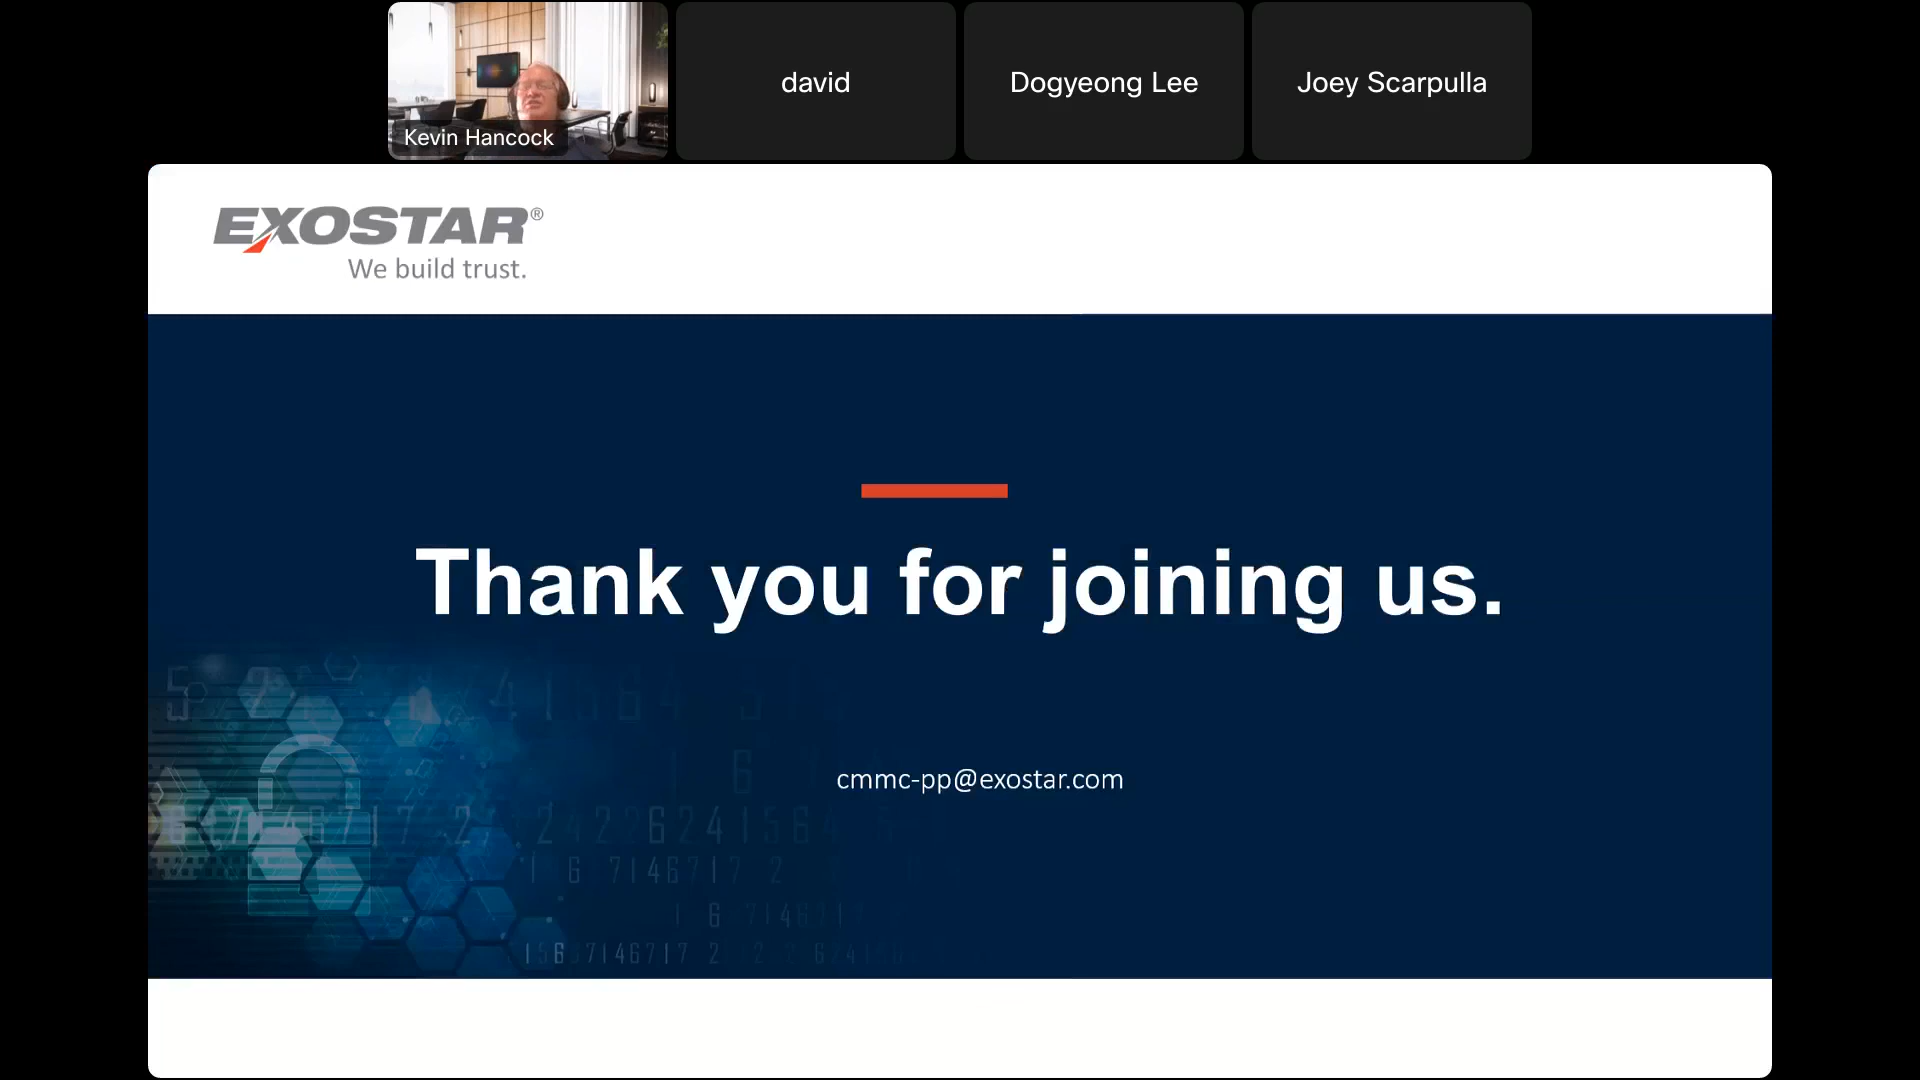 Kevin Hancock
david
Dogyeong Lee
Joey Scarpulla
EXOSTAR®
We build trust.
Thank you for joining us.
cmmc-pp@exostar.com